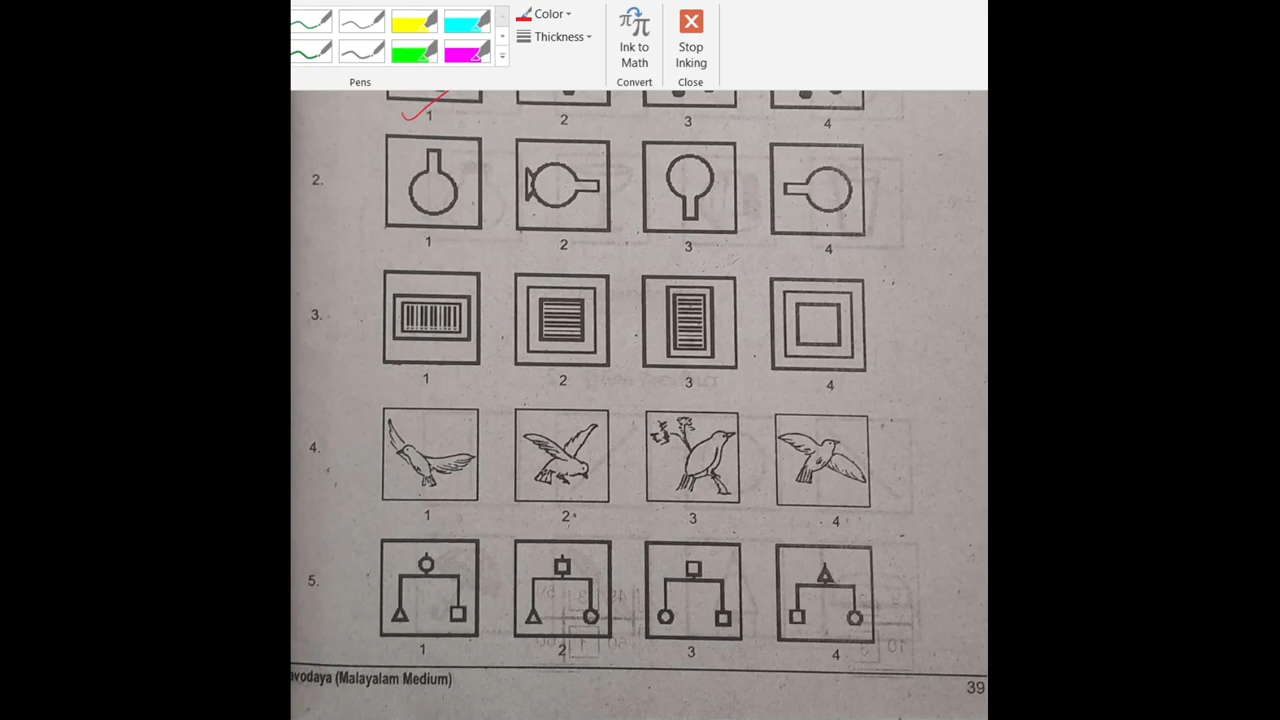 Color
Thickness
Ink to
Math
Stop
Inking
Pens
Convert
Close
1
2
3
4
2.
1
2
3
4
3.
1
2
3
4
4.
1
2
3
4
5.
1
2
3
4
avodaya (Malayalam Medium)
39